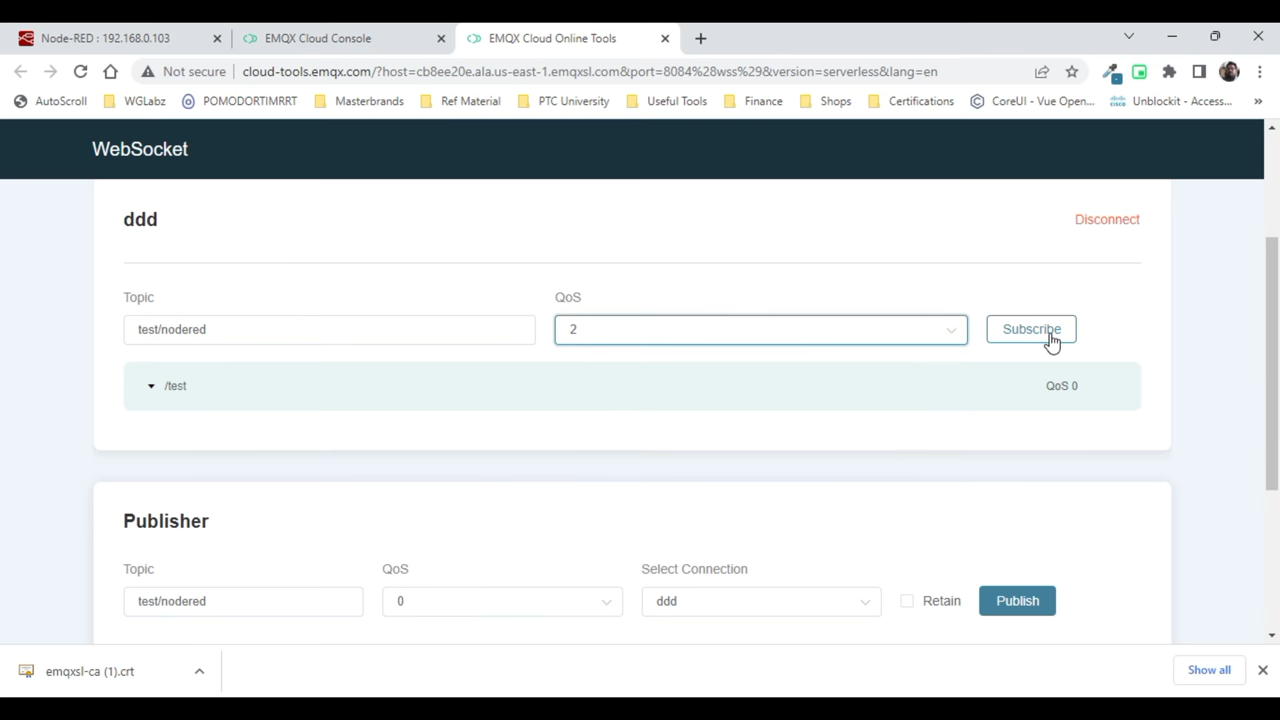 Node-RED : 192.168.0.103
EMQX Cloud Console
EMQX Cloud Online Tools
Not secure
cloud-tools.emqx.com/?host=cb8ae20e.ala.us-east-1.emqxsl.com&port=8084%28wss%29&version=serverless&lang=en
AutoScroll
WGLabz
POMODORTIMRRT
Masterbrands
Ref Material
PTC University
Useful Tools
Finance
Shops
Certifications
CoreUI - Vue Open...
CISCO
Unblockit - Access...
WebSocket
ddd
Disconnect
Topic
QoS
test/nodered
2
Subscribe
/test
QoS 0
Publisher
Topic
QoS
Select Connection
test/nodered
0
ddd
Retain
Publish
emqxsl-ca (1).crt
Show all